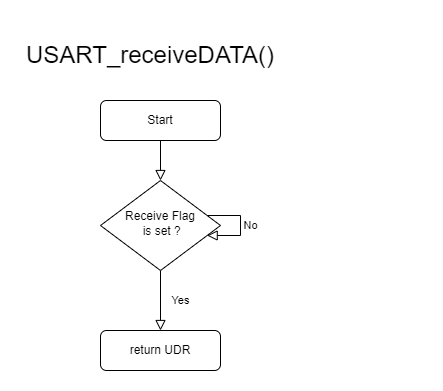 USART_receiveDATA()
Start
Receive Flag
is set ?
No
Yes
return UDR